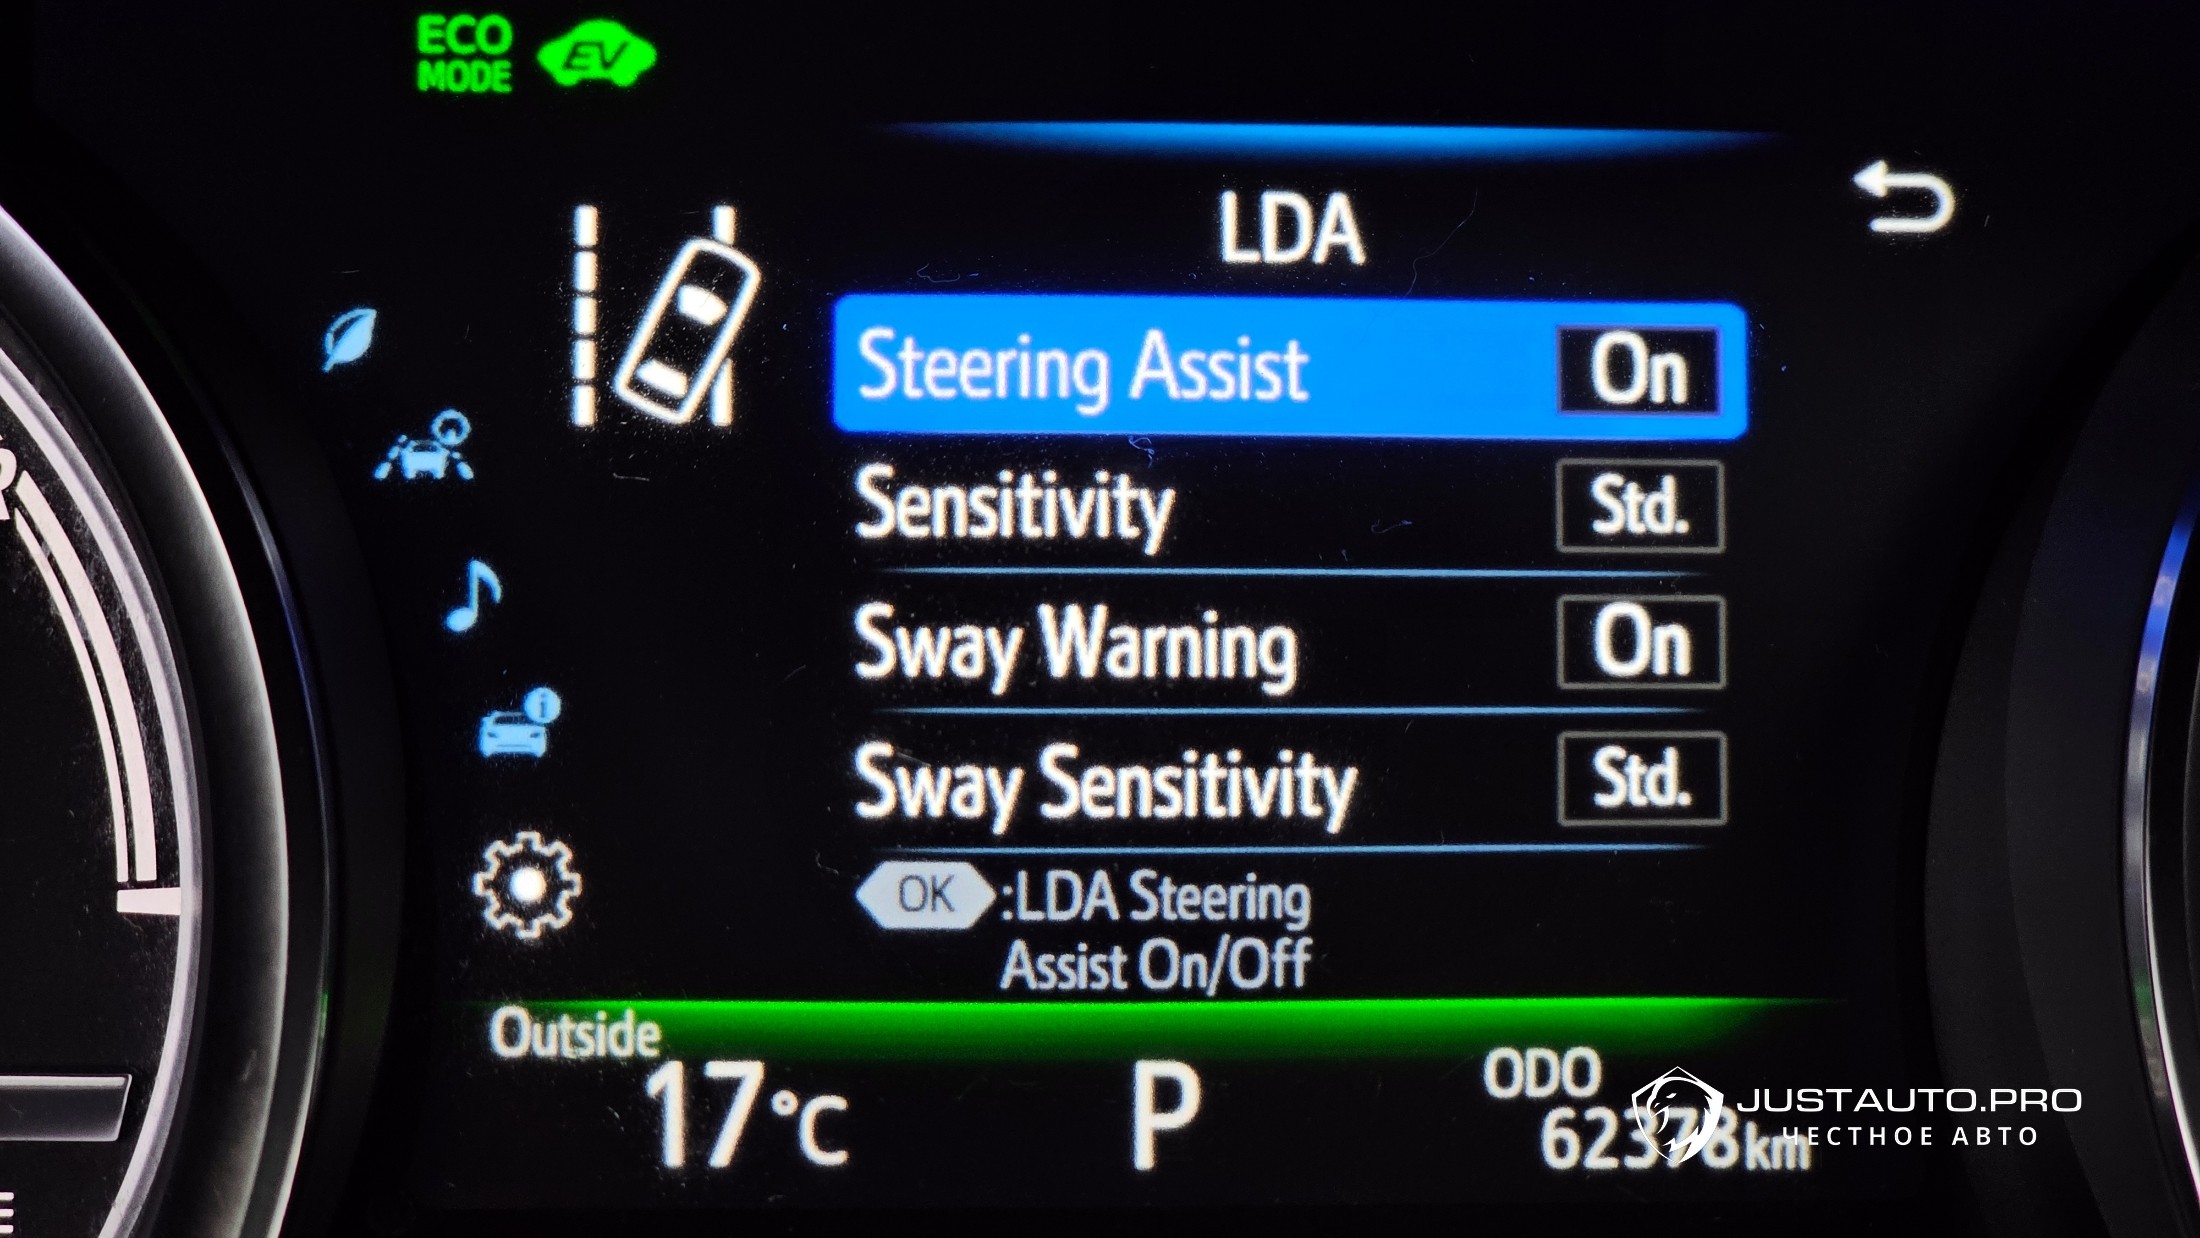 ECO
MODE
EV
LDA
Steering Assist On
Sensitivity Std.
Sway Warning On
Sway Sensitivity Std.
OK :LDA Steering
Assist On/Off
Outside
17°C
P
ODO
62378km
JUSTAUTO.PRO
ЧЕСТНОЕ АВТО